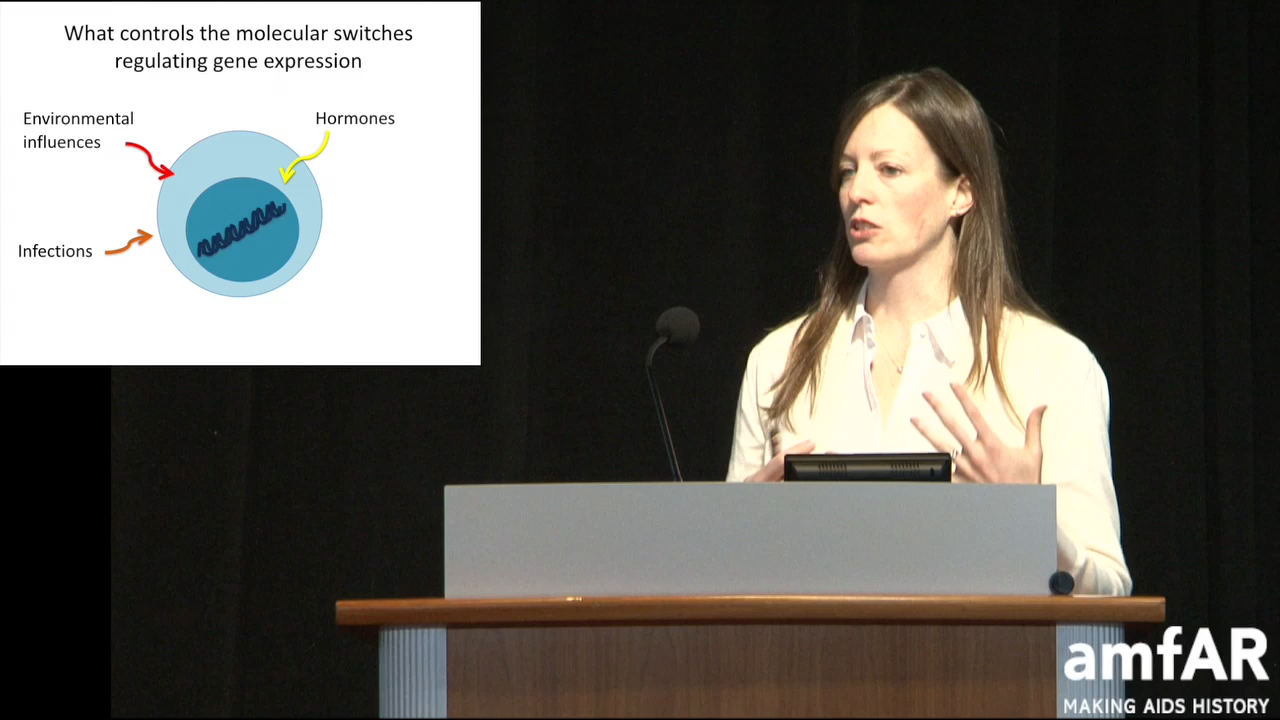 What controls the molecular switches
regulating gene expression
Environmental
influences
Hormones
Infections
amfAR
MAKING AIDS HISTORY